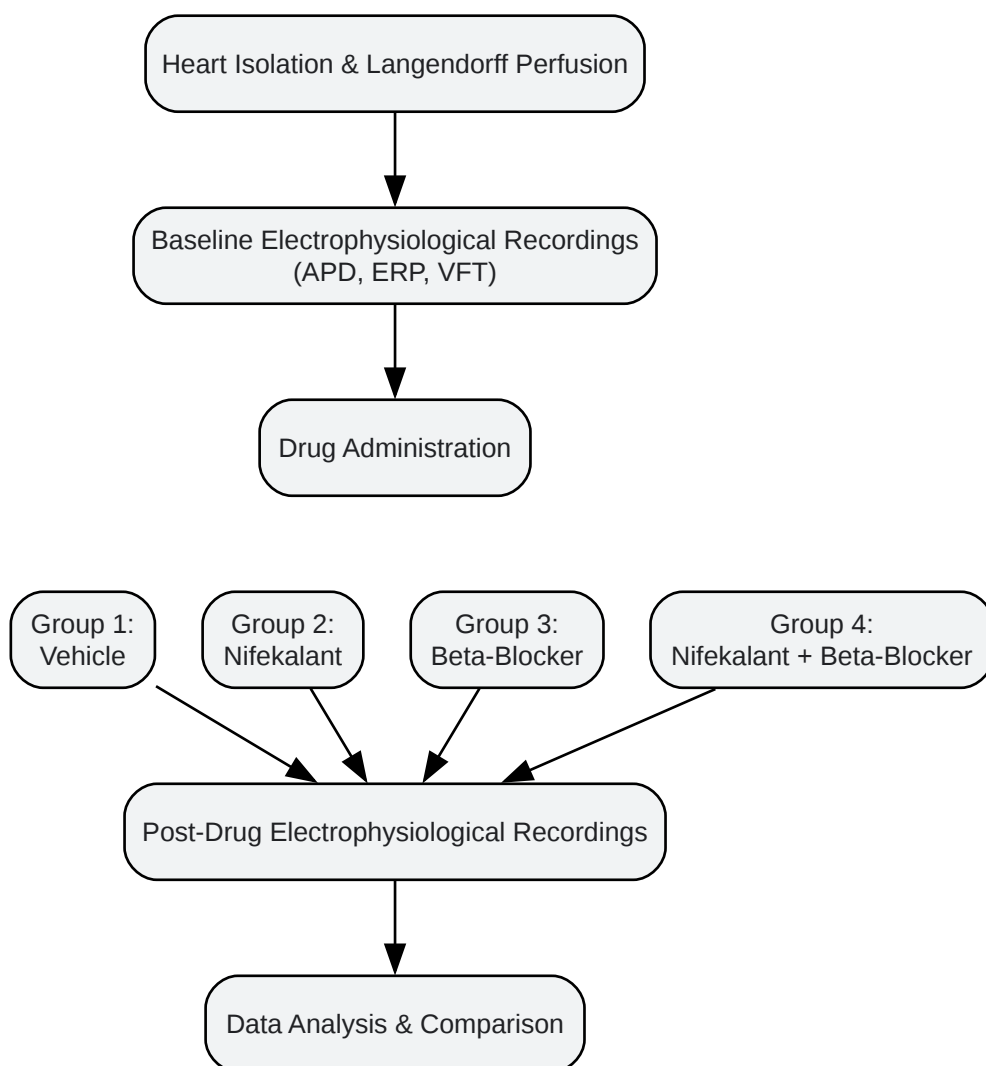 Heart Isolation & Langendorff Perfusion
Baseline Electrophysiological Recordings
(APD, ERP, VFT)
Drug Administration
Group 1:
Vehicle
Group 2:
Nifekalant
Group 3:
Beta-Blocker
Group 4:
Nifekalant + Beta-Blocker
Post-Drug Electrophysiological Recordings
Data Analysis & Comparison